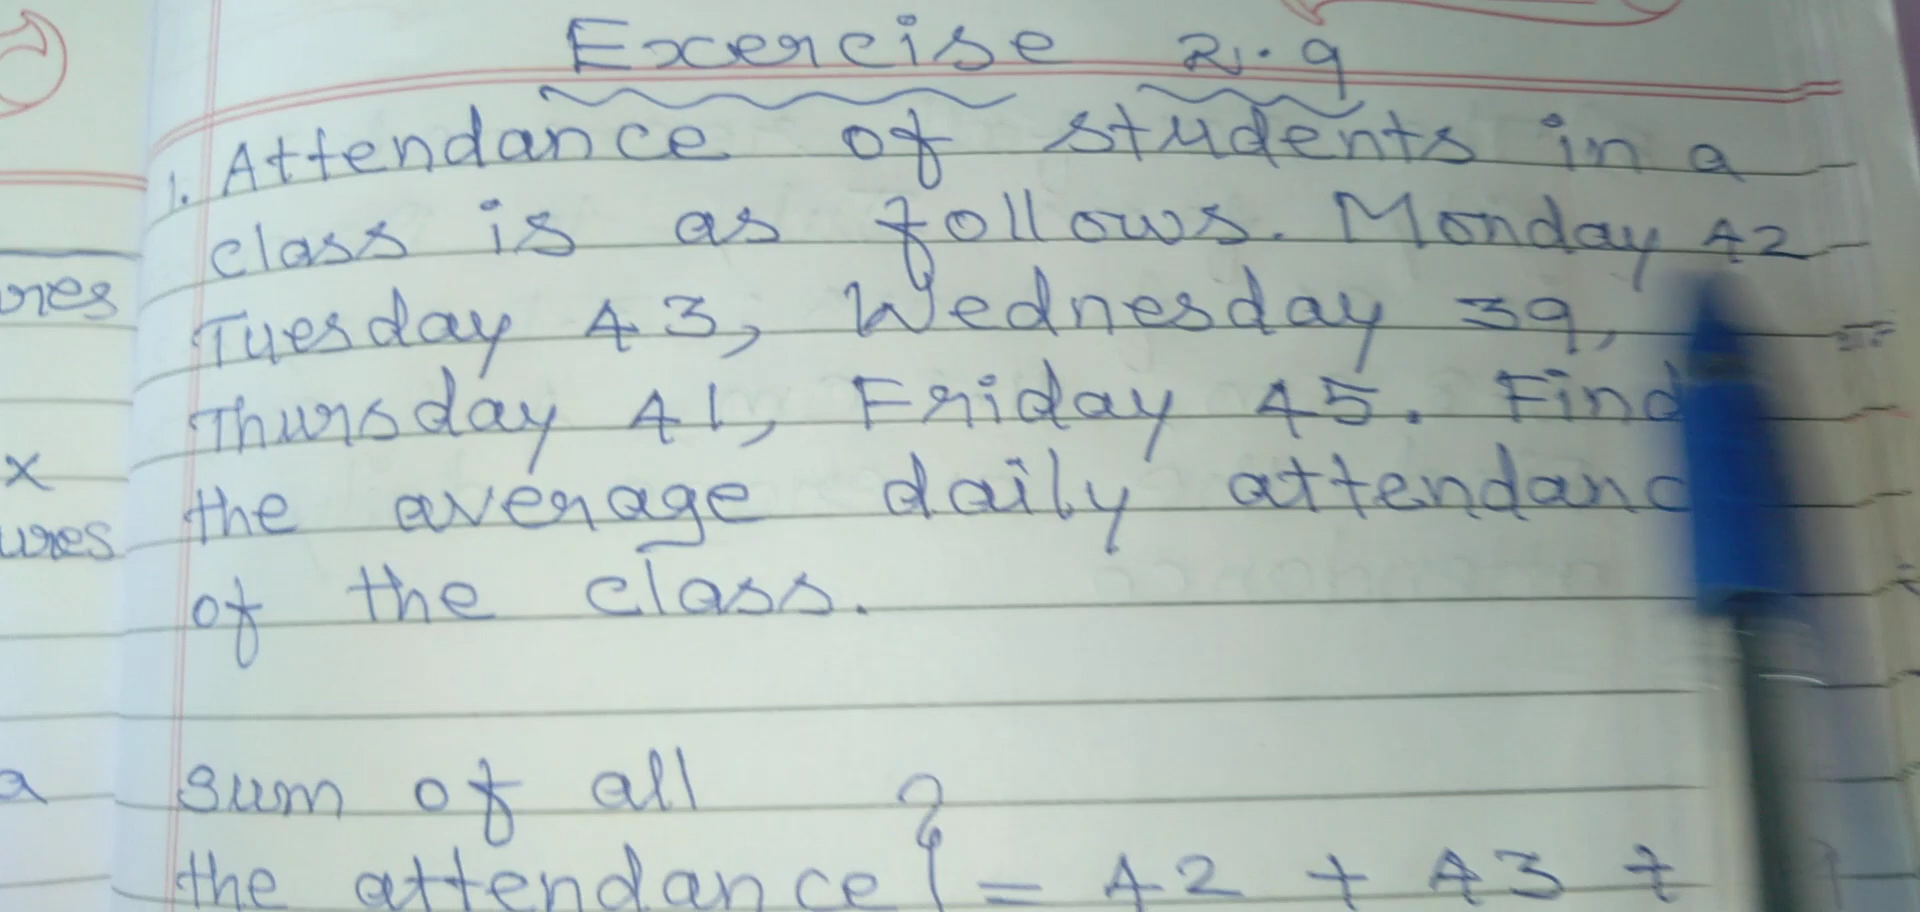 Exercise 2.9
1. Attendance of students in a
class is as follows. Monday 42
Tuesday 43, Wednesday 39,
Thursday 41, Friday 45. Find
the average daily attendanc
of the class.
sum of all
the attendance } = 42 + 43 +
x
a